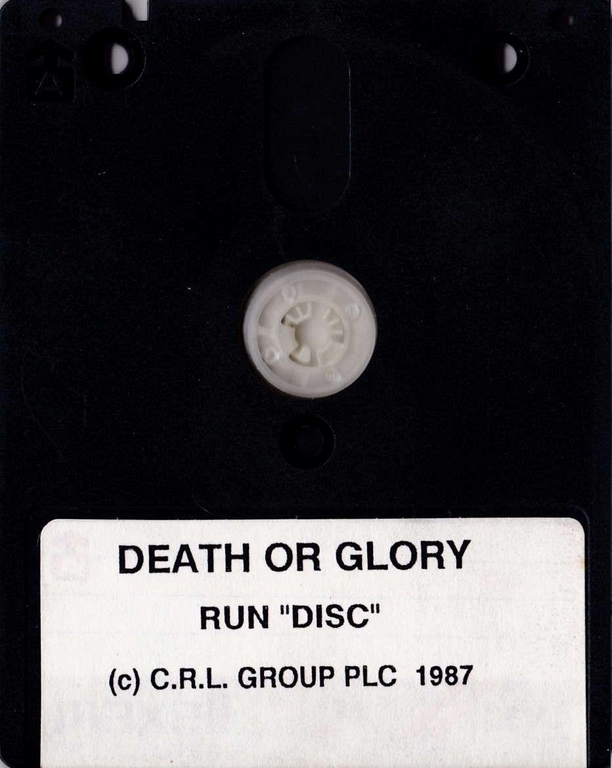 DEATH OR GLORY
RUN "DISC"
(c) C.R.L. GROUP PLC 1987